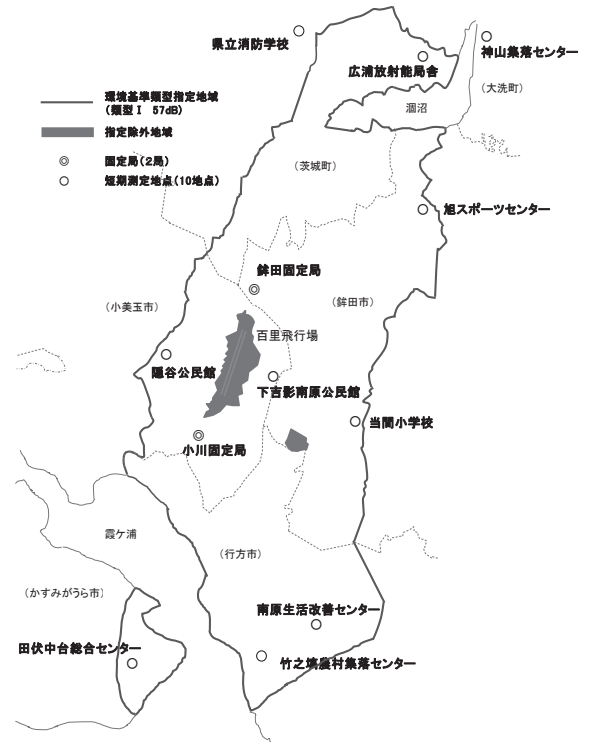 県立消防学校
神山集落センター
広浦放射能局舎
(大洗町)
涸沼
環境基準類型指定地域
(類型Ⅰ 57dB)
指定除外地域
固定局(2局)
短期測定地点(10地点)
(茨城町)
旭スポーツセンター
鉾田固定局
(小美玉市)
(鉾田市)
百里飛行場
隠谷公民館
下吉影南原公民館
当間小学校
小川固定局
霞ケ浦
(行方市)
(かすみがうら市)
南原生活改善センター
田伏中台総合センター
竹之塙農村集落センター